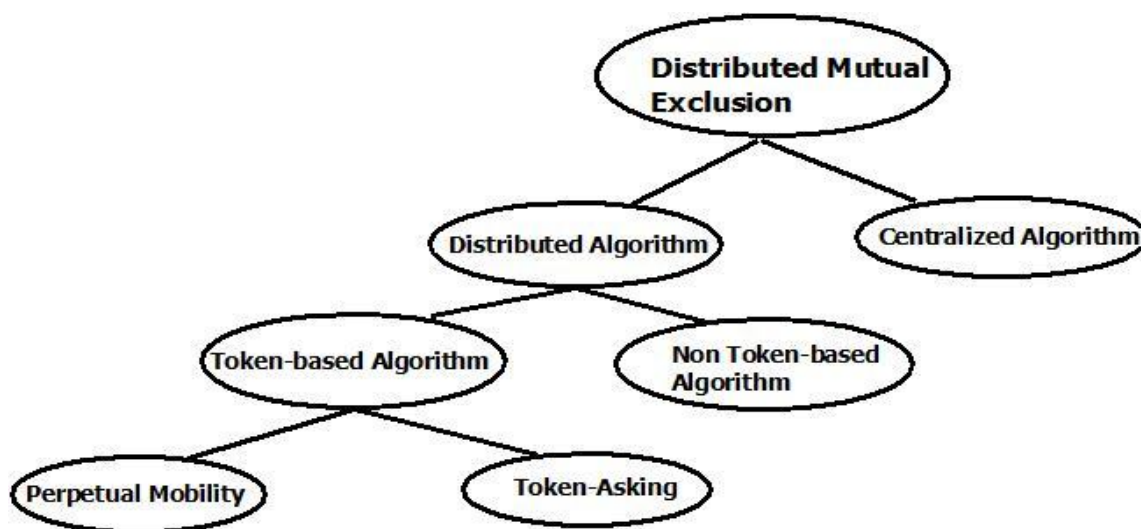 Distributed Mutual
Exclusion
Distributed Algorithm
Centralized Algorithm
Token-based Algorithm
Non Token-based
Algorithm
Perpetual Mobility
Token-Asking